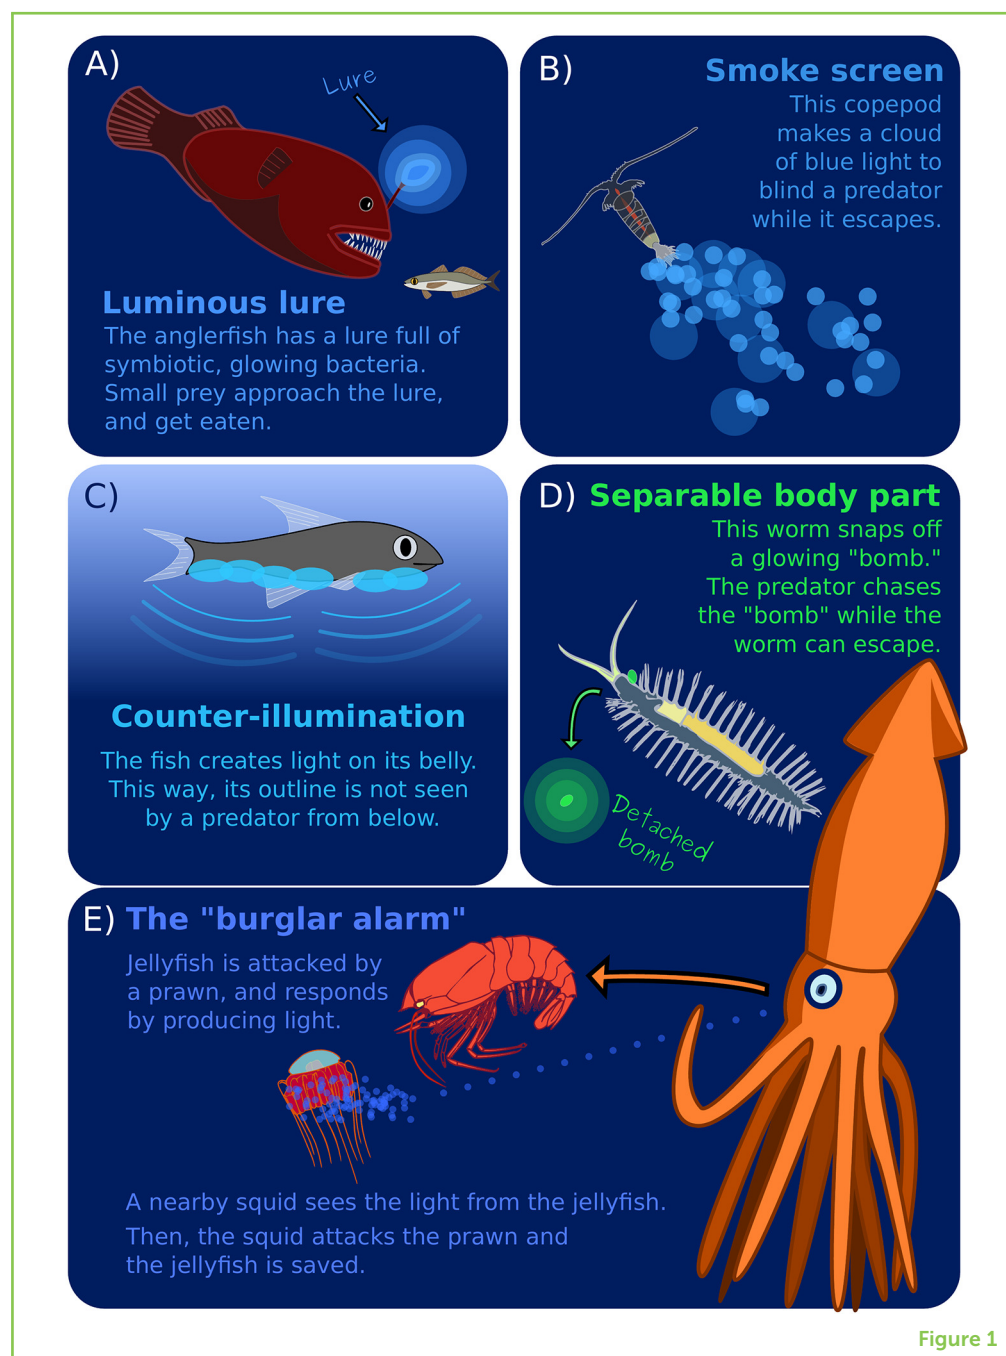 A)
Lure
Luminous lure
The anglerfish has a lure full of
symbiotic, glowing bacteria.
Small prey approach the lure,
and get eaten.
B)
Smoke screen
This copepod
makes a cloud
of blue light to
blind a predator
while it escapes.
C)
Counter-illumination
The fish creates light on its belly.
This way, its outline is not seen
by a predator from below.
D)
Separable body part
This worm snaps off
a glowing "bomb."
The predator chases
the "bomb" while the
worm can escape.
Detached
bomb
E) The "burglar alarm"
Jellyfish is attacked by
a prawn, and responds
by producing light.
A nearby squid sees the light from the jellyfish.
Then, the squid attacks the prawn and
the jellyfish is saved.
Figure 1